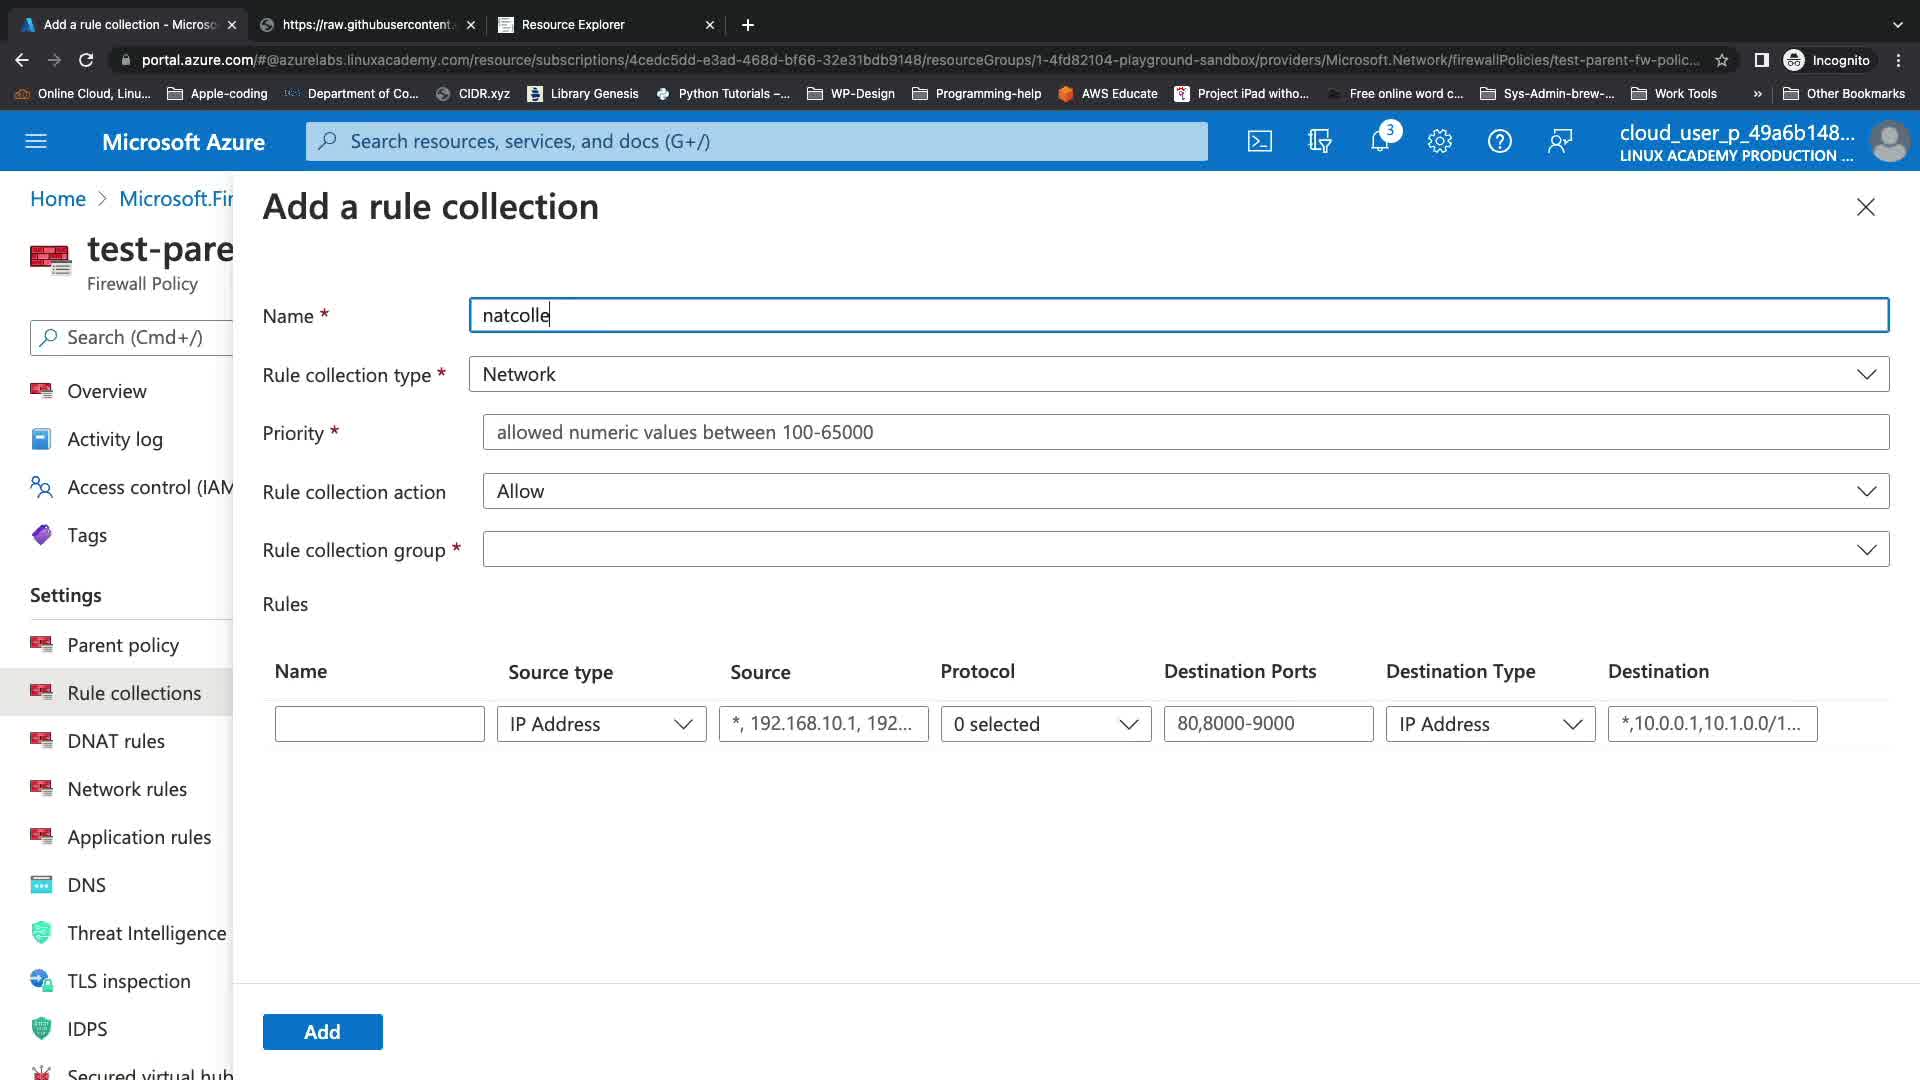 Add a rule collection - Microsc
https://raw.githubusercontent.
Resource Explorer
portal.azure.com/#@azurelabs.linuxacademy.com/resource/subscriptions/4cedc5dd-e3ad-468d-bf66-32e31bdb9148/resourceGroups/1-4fd82104-playground-sandbox/providers/Microsoft.Network/firewallPolicies/test-parent-fw-polic...
Incognito
Online Cloud, Linu...
Apple-coding
Department of Co...
CIDR.xyz
Library Genesis
Python Tutorials –...
WP-Design
Programming-help
AWS Educate
Project iPad witho...
Free online word c...
Sys-Admin-brew-...
Work Tools
»
Other Bookmarks
Microsoft Azure
Search resources, services, and docs (G+/)
3
cloud_user_p_49a6b148...
LINUX ACADEMY PRODUCTION ...
Home > Microsoft.Fir
test-pare
Firewall Policy
Search (Cmd+/)
Overview
Activity log
Access control (IAM
Tags
Settings
Parent policy
Rule collections
DNAT rules
Network rules
Application rules
DNS
Threat Intelligence
TLS inspection
IDPS
Secured virtual hub
Add a rule collection
Name *
natcolle
Rule collection type *
Network
Priority *
allowed numeric values between 100-65000
Rule collection action
Allow
Rule collection group *
Rules
Name Source type Source Protocol Destination Ports Destination Type Destination
IP Address *, 192.168.10.1, 192... 0 selected 80,8000-9000 IP Address *,10.0.0.1,10.1.0.0/1...
Add